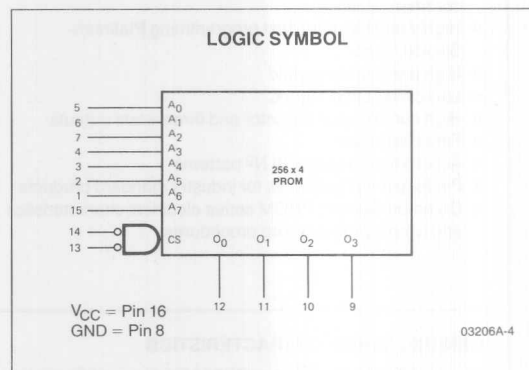 LOGIC SYMBOL
5 A0
6 A1
7 A2
4 A3
3 A4
2 A5
1 A6
15
256 x 4
PROM
14
13
CS O0 O1 O2 O3
12 11 10 9
VCC = Pin 16
GND = Pin 8
03206A-4